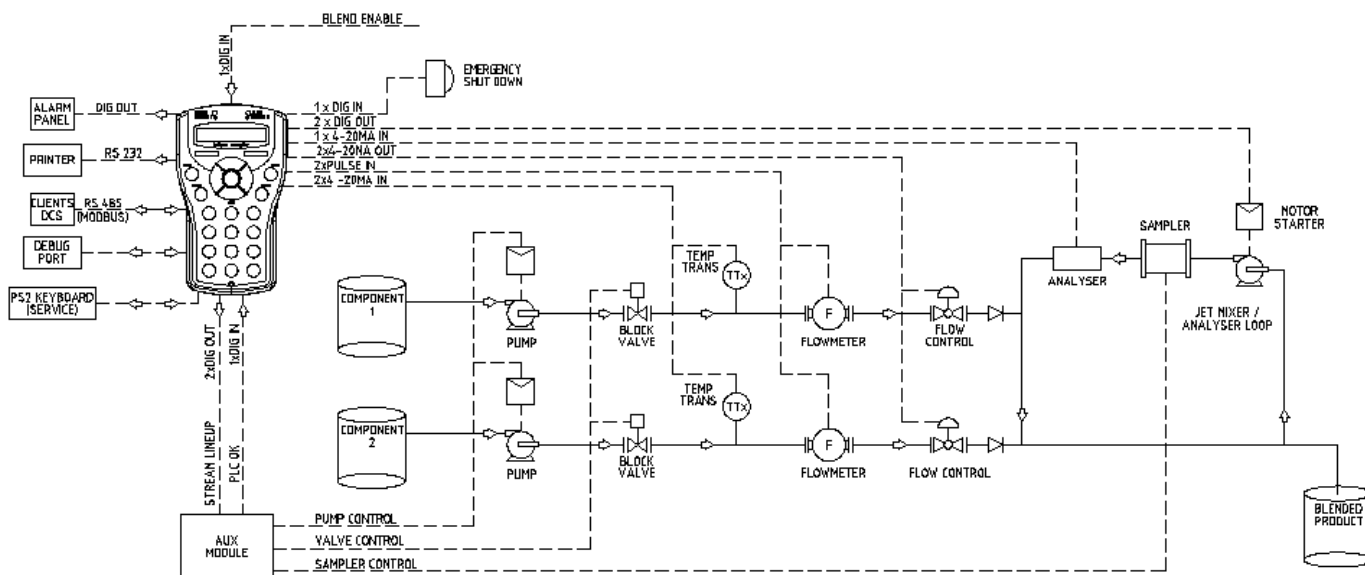 BLEND ENABLE
1xDIG IN
EMERGENCY
SHUT DOWN
ALARM
PANEL
DIG OUT
1 x DIG IN
2 x DIG OUT
1 x 4-20MA IN
2x4-20NA OUT
2xPULSE IN
2x4 -20MA IN
PRINTER
RS 232
CLIENTS
DCS
RS 485
(MODBUS)
DEBUG
PORT
PS2 KEYBOARD
(SERVICE)
NOTOR
STARTER
SAMPLER
ANALYSER
JET NIXER /
ANALYSER LOOP
TEMP
TRANS
TTx
COMPONENT
1
PUMP
BLOCK
VALVE
F
FLOWMETER
FLOW
CONTROL
2xDIG OUT
1xDIG IN
TEMP
TRANS
TTx
COMPONENT
2
PUMP
BLOCK
VALVE
F
FLOWMETER
FLOW CONTROL
STREAN LINEUP
PLC OK
BLENDED
PRODUCT
AUX
MODULE
PUMP CONTROL
VALVE CONTROL
SAMPLER CONTROL